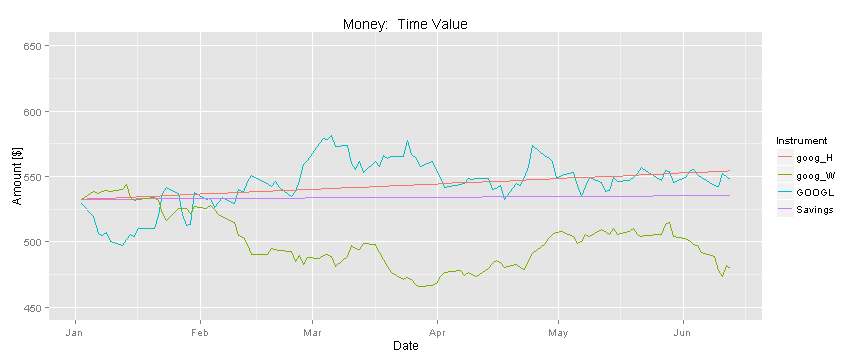 Money:  Time Value
650
600
550
500
450
Amount [$]
Jan Feb Mar Apr May Jun
Date
Instrument
goog_H
goog_W
GOOGL
Savings